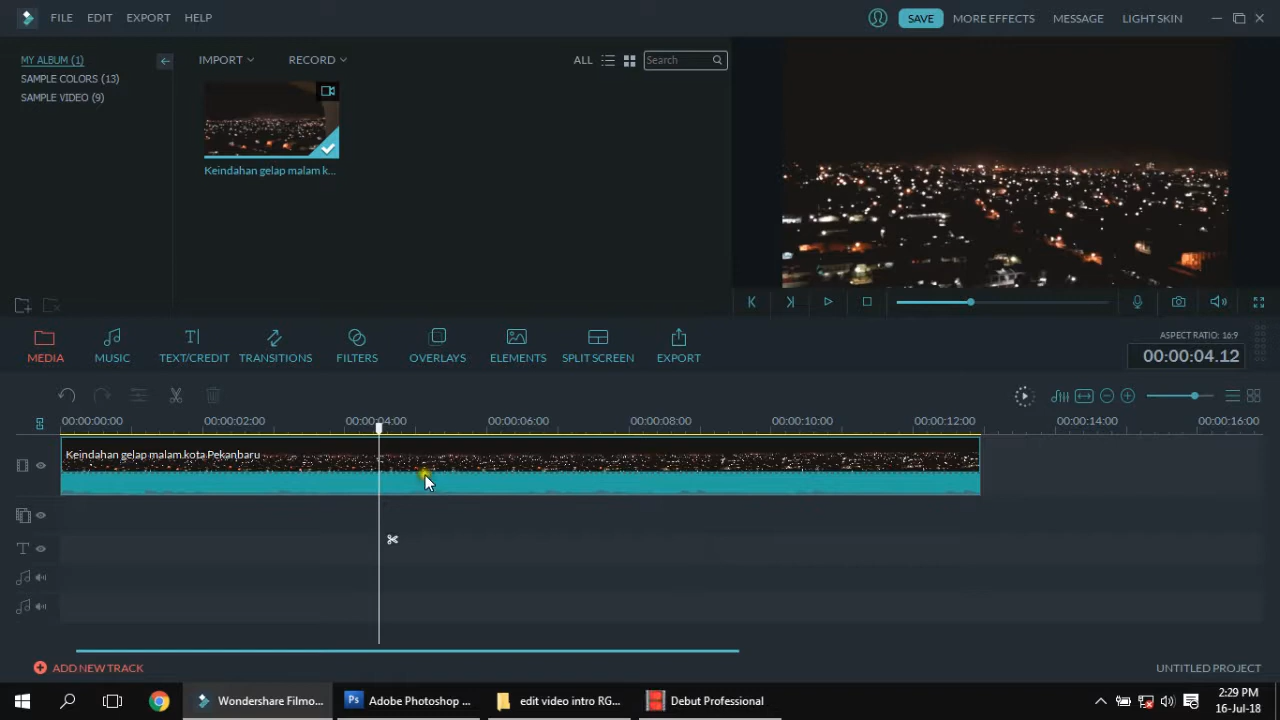 FILE EDIT EXPORT HELP
SAVE MORE EFFECTS MESSAGE LIGHT SKIN
MY ALBUM (1)
SAMPLE COLORS (13)
SAMPLE VIDEO (9)
IMPORT RECORD ALL Search
Keindahan gelap malam k...
MEDIA MUSIC TEXT/CREDIT TRANSITIONS FILTERS OVERLAYS ELEMENTS SPLIT SCREEN EXPORT
ASPECT RATIO: 16:9
00:00:04.12
00:00:00:00 00:00:02:00 00:00:04:00 00:00:06:00 00:00:08:00 00:00:10:00 00:00:12:00 00:00:14:00 00:00:16:00
Keindahan gelap malam kota Pekanbaru
ADD NEW TRACK
UNTITLED PROJECT
Wondershare Filmo... Adobe Photoshop ... edit video intro RG... Debut Professional
2:29 PM
16-Jul-18